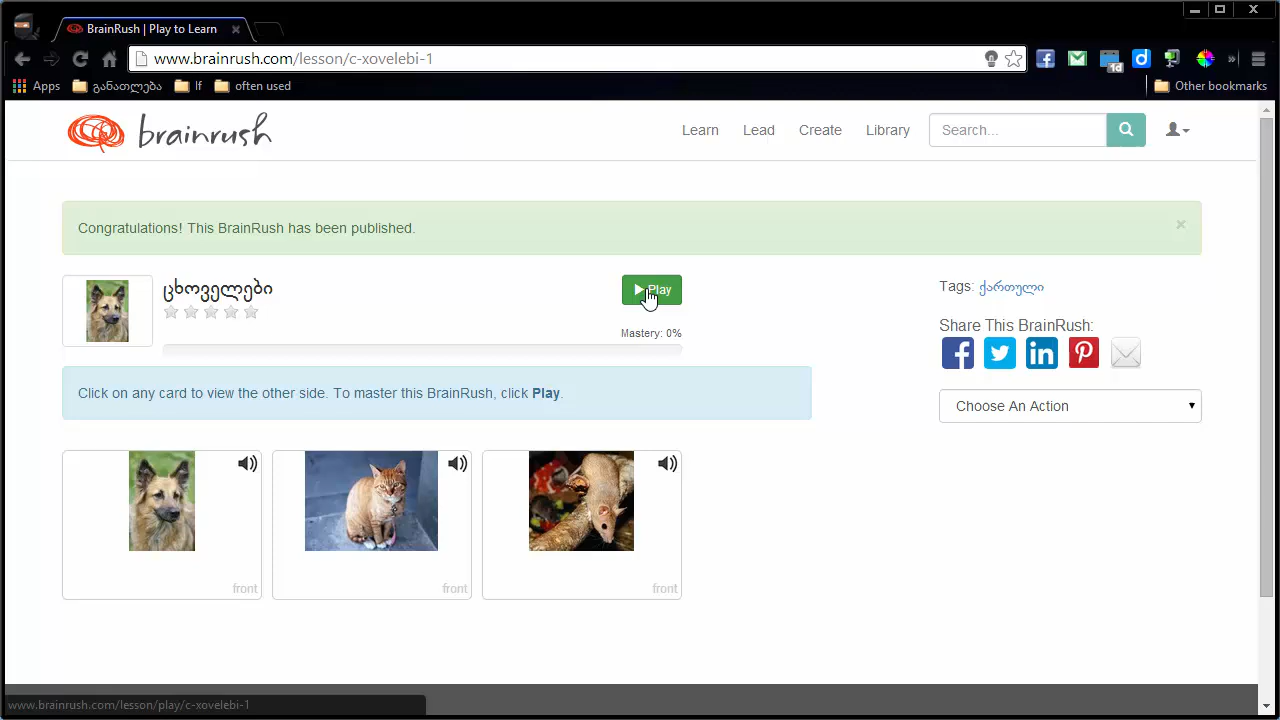 BrainRush | Play to Learn
www.brainrush.com/lesson/c-xovelebi-1
1d
Apps
განათლება
If
often used
Other bookmarks
brainrush
Learn
Lead
Create
Library
Search...
Congratulations! This BrainRush has been published.
ცხოველები
Play
Mastery: 0%
Tags: ქართული
Share This BrainRush:
Click on any card to view the other side. To master this BrainRush, click Play.
Choose An Action
front
front
front
www.brainrush.com/lesson/play/c-xovelebi-1